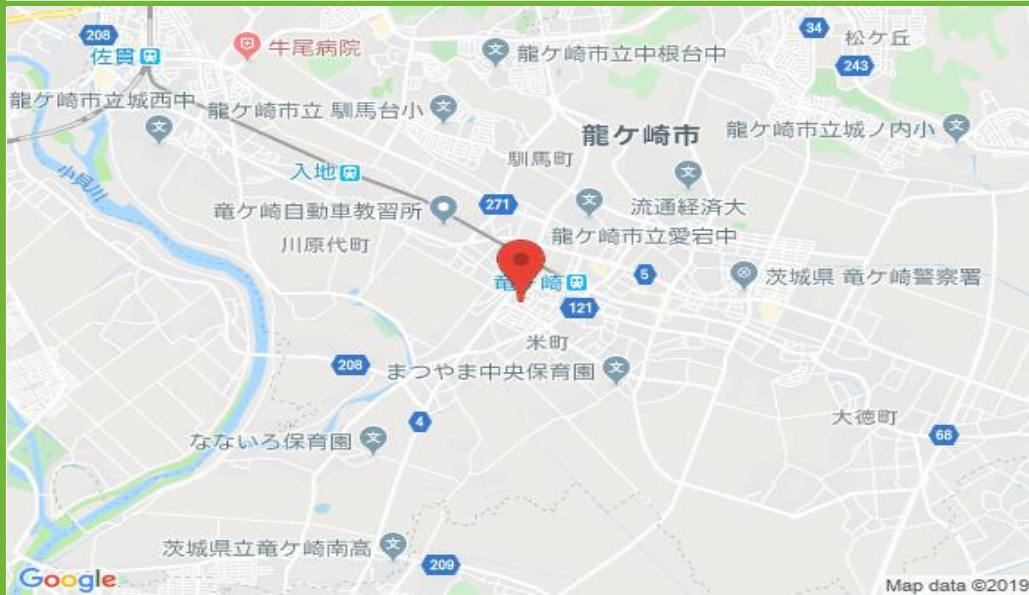 208
佐貫
牛尾病院
龍ケ崎市立中根台中
34
松ケ丘
243
龍ケ崎市立城西中
龍ケ崎市立 馴馬台小
龍ケ崎市
龍ケ崎市立城ノ内小
馴馬町
入地
小貝川
流通経済大
竜ケ崎自動車教習所
271
龍ケ崎市立愛宕中
川原代町
竜ケ崎
5
茨城県 竜ケ崎警察署
121
米町
208
まつやま中央保育園
4
大徳町
68
なないろ保育園
茨城県立竜ケ崎南高
209
Google
Map data ©2019